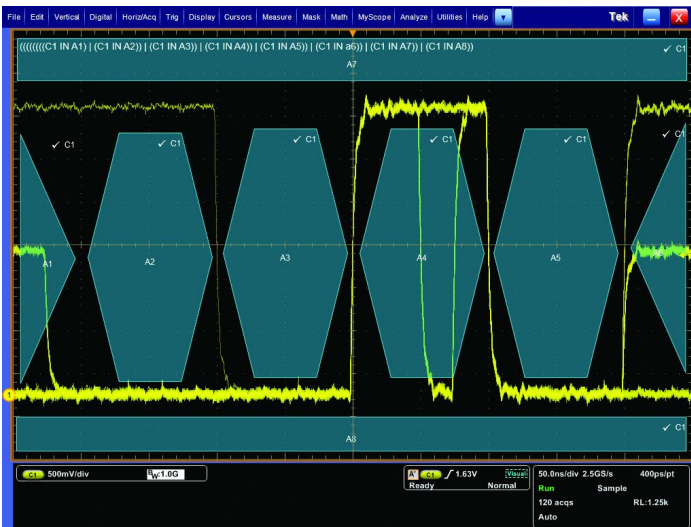 File Edit Vertical Digital Horiz/Acq Trig Display Cursors Measure Mask Math MyScope Analyze Utilities Help Tek X
((((((((C1 IN A1) | (C1 IN A2)) | (C1 IN A3)) | (C1 IN A4)) | (C1 IN A5)) | (C1 IN a6)) | (C1 IN A7)) | (C1 IN A8))
✓ C1
A7
✓ C1 ✓ C1 ✓ C1 ✓ C1 ✓ C1 ✓ C1
A1 A2 A3 A4 A5
1
✓ C1
A8
C1 500mV/div BW:1.0G
A' C1 1.63V Visual
Ready Normal
50.0ns/div 2.5GS/s 400ps/pt
Run Sample
120 acqs RL:1.25k
Auto